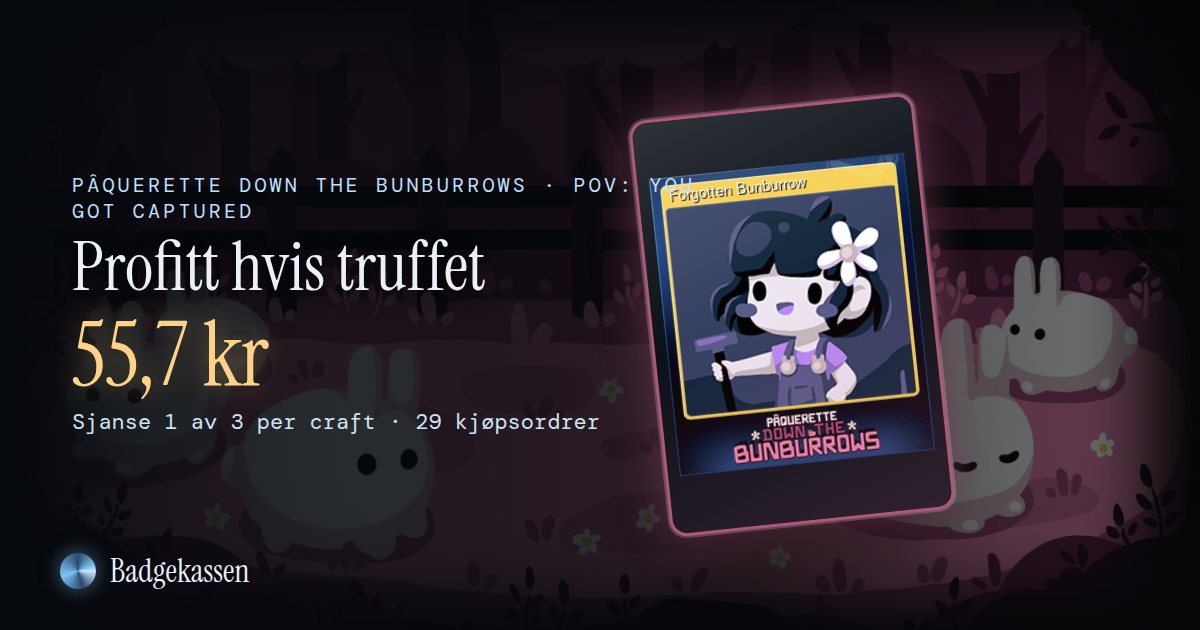 PÂQUERETTE DOWN THE BUNBURROWS · POV: YOU
GOT CAPTURED
Profitt hvis truffet
55,7 kr
Sjanse 1 av 3 per craft · 29 kjøpsordrer
Badgekassen
Forgotten Bunburrow
PÂQUERETTE
DOWN THE
BUNBURROWS